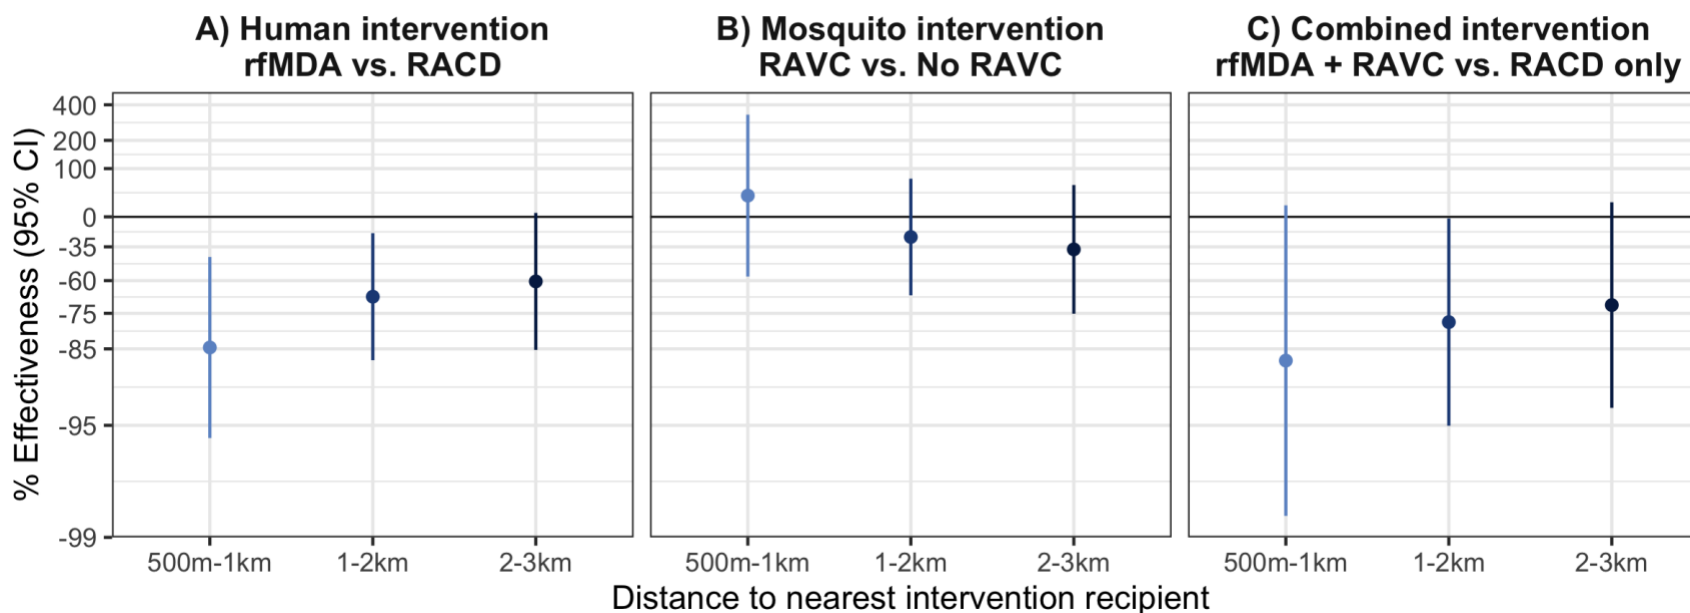 A) Human intervention
rfMDA vs. RACD
B) Mosquito intervention
RAVC vs. No RAVC
C) Combined intervention
rfMDA + RAVC vs. RACD only
% Effectiveness (95% CI)
400
200
100
0
-35
-60
-75
-85
-95
-99
500m-1km 1-2km 2-3km
500m-1km 1-2km 2-3km
500m-1km 1-2km 2-3km
Distance to nearest intervention recipient